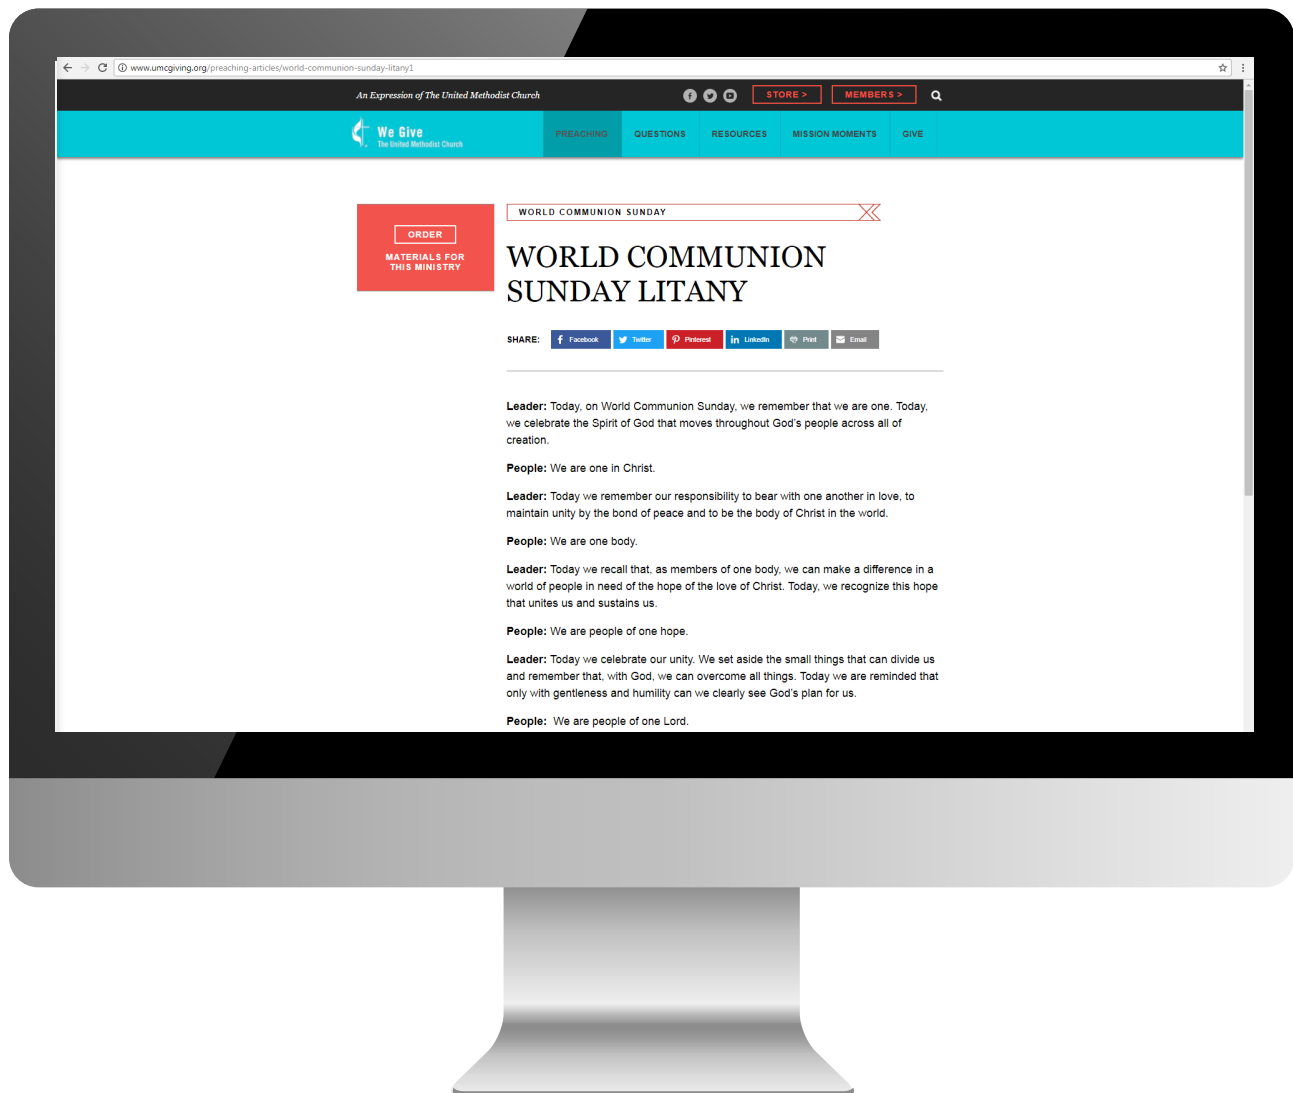 www.umcgiving.org/preaching-articles/world-communion-sunday-litany1
An Expression of The United Methodist Church
STORE >
MEMBERS >
We Give
The United Methodist Church
PREACHING
QUESTIONS
RESOURCES
MISSION MOMENTS
GIVE
ORDER
MATERIALS FOR
THIS MINISTRY
WORLD COMMUNION SUNDAY
WORLD COMMUNION
SUNDAY LITANY
SHARE:
Facebook
Twitter
Pinterest
LinkedIn
Print
Email
Leader: Today, on World Communion Sunday, we remember that we are one. Today,
we celebrate the Spirit of God that moves throughout God's people across all of
creation.
People: We are one in Christ.
Leader: Today we remember our responsibility to bear with one another in love, to
maintain unity by the bond of peace and to be the body of Christ in the world.
People: We are one body.
Leader: Today we recall that, as members of one body, we can make a difference in a
world of people in need of the hope of the love of Christ. Today, we recognize this hope
that unites us and sustains us.
People: We are people of one hope.
Leader: Today we celebrate our unity. We set aside the small things that can divide us
and remember that, with God, we can overcome all things. Today we are reminded that
only with gentleness and humility can we clearly see God's plan for us.
People: We are people of one Lord.